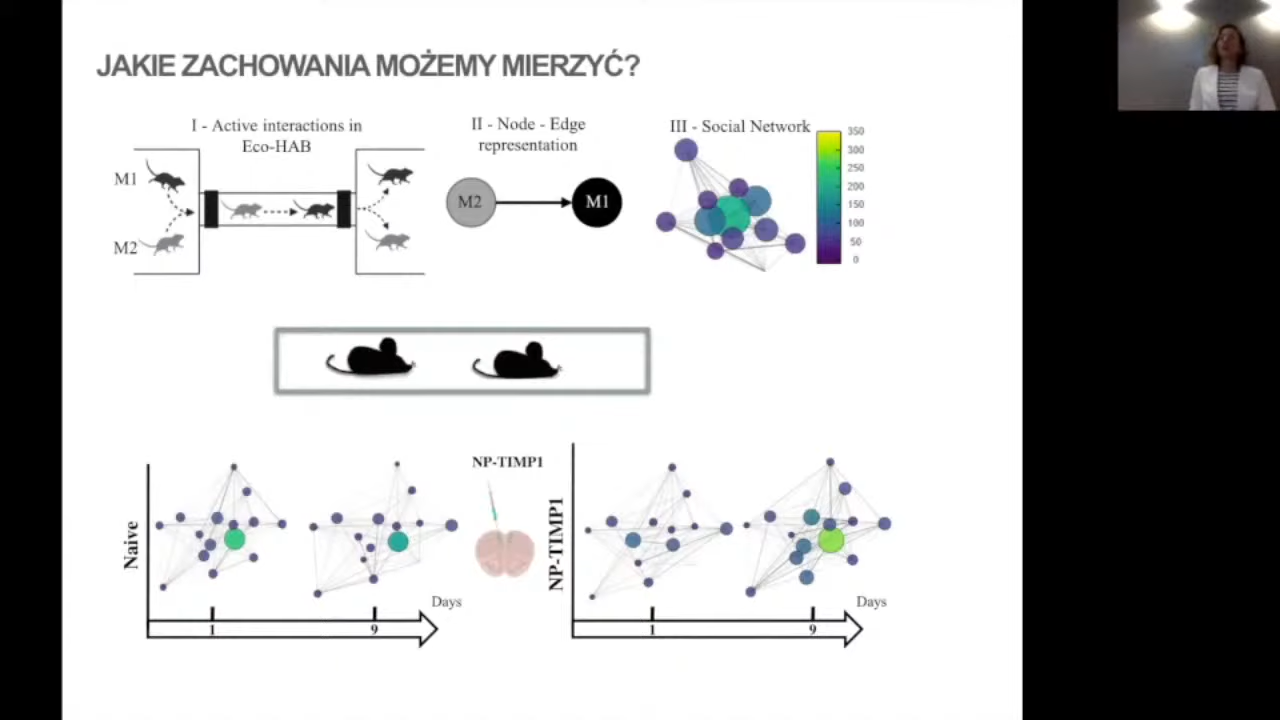 JAKIE ZACHOWANIA MOŻEMY MIERZYĆ?
I - Active interactions in
Eco-HAB
M1
M2
II - Node - Edge
representation
M2
M1
III - Social Network
350
300
250
200
150
100
50
0
Naive
1
9
Days
NP-TIMP1
NP-TIMP1
1
9
Days